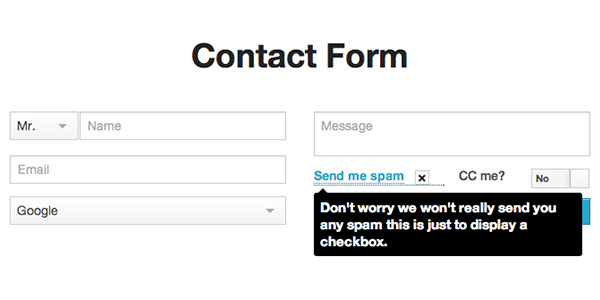 Contact Form
Mr.
Name
Email
Google
Message
Send me spam
CC me?
No
Don't worry we won't really send you
any spam this is just to display a
checkbox.